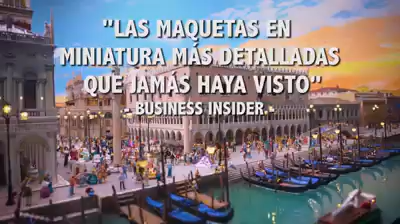 "LAS MAQUETAS EN
MINIATURA MÁS DETALLADAS
QUE JAMÁS HAYA VISTO"
- BUSINESS INSIDER -